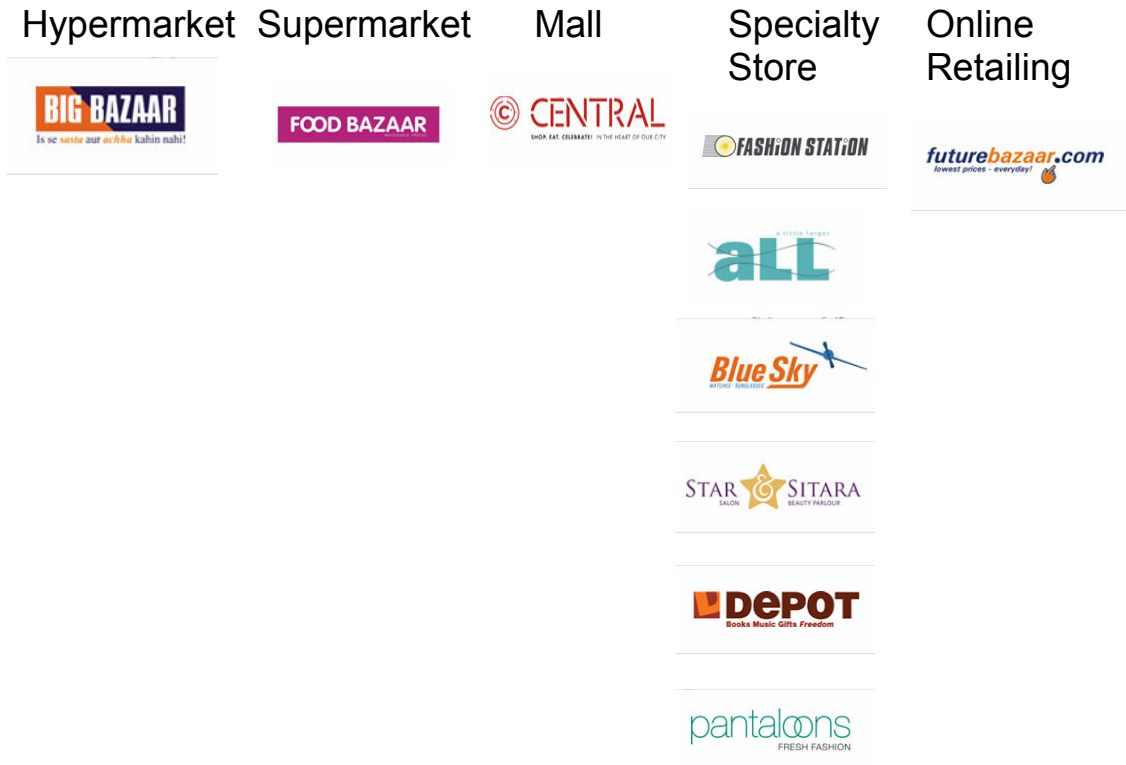 Hypermarket
Supermarket
Mall
Specialty
Store
Online
Retailing
BIG BAZAAR
Is se sasta aur achha kahin nahi!
FOOD BAZAAR
WHOLESALE PRICES
© CENTRAL
SHOP. EAT. CELEBRATE! IN THE HEART OF OUR CITY
FASHiON STATiON
futurebazaar.com
lowest prices - everyday!
a little larger
aLL
Blue Sky
WATCHES · SUNGLASSES
STAR & SITARA
SALON BEAUTY PARLOUR
DePOT
Books Music Gifts Freedom
pantaloons
FRESH FASHION